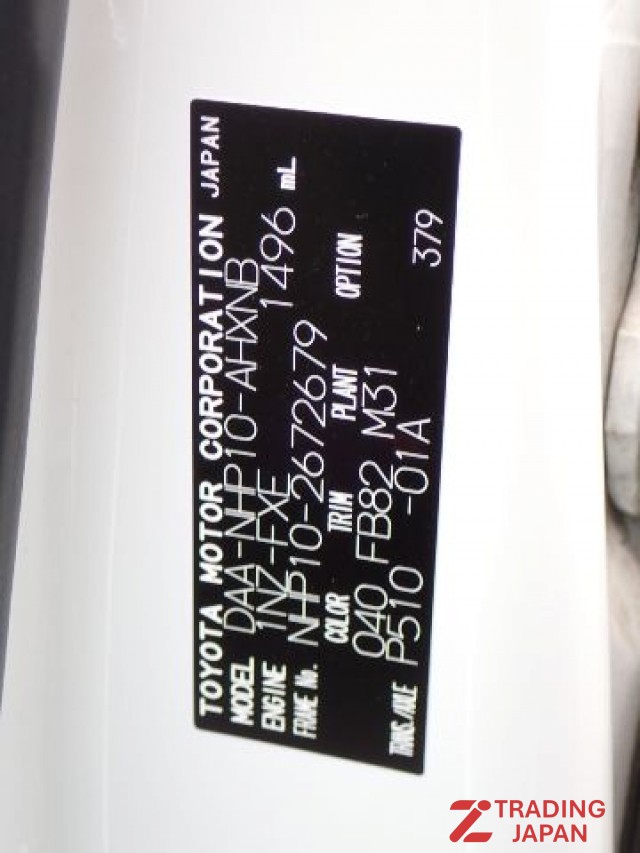 TOYOTA MOTOR CORPORATION JAPAN
MODEL DAA-NHP10-AHXNB
ENGINE 1NZ-FXE 1496 mL
FRAME No. NHP10-2672679
COLOR TRIM PLANT OPTION
040 FB82 M31
TRANS./AXLE P510 -01A 379
TRADING
JAPAN